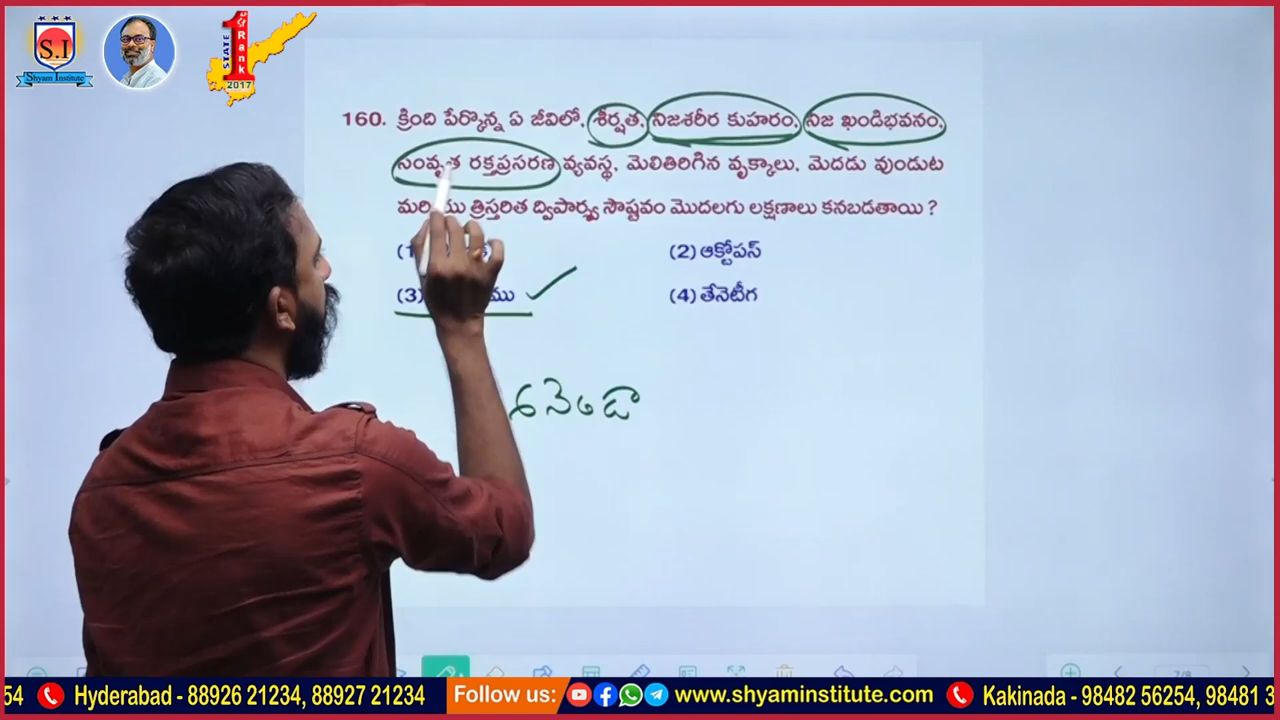 S.I
Shyam Institute
STATE
1
Rank
2017
160. క్రింది పేర్కొన్న ఏ జీవిలో, శీర్షత, నిజశరీర కుహరం, నిజ ఖండిభవనం,
సంవృత రక్తప్రసరణ వ్యవస్థ, మెలితిరిగిన వృక్కాలు, మెదడు వుండుట
మరియు త్రిస్తరిత ద్విపార్శ్వ సౌష్టవం మొదలగు లక్షణాలు కనబడతాయి ?
(2) ఆక్టోపస్
(3)
(4) తేనెటీగ
54 Hyderabad - 88926 21234, 88927 21234 Follow us: www.shyaminstitute.com Kakinada - 98482 56254, 98481 3